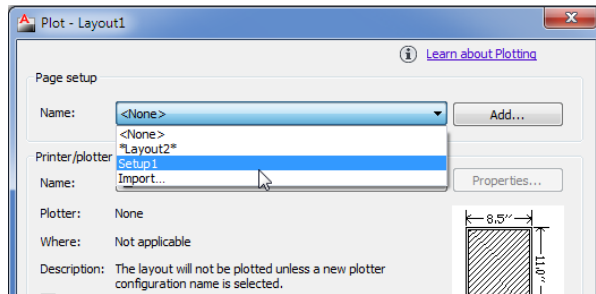 Plot - Layout1
Learn about Plotting
Page setup
Name:
<None>
Add...
<None>
*Layout2*
Setup1
Import...
Printer/plotter
Name:
Properties...
Plotter:
None
Where:
Not applicable
Description:
The layout will not be plotted unless a new plotter
configuration name is selected.
8.5″
11.0″